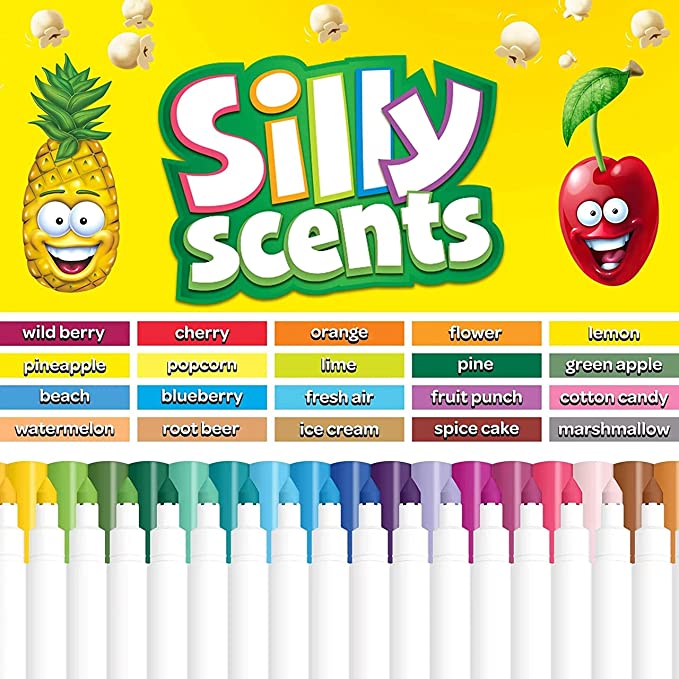 Silly
scents
wild berry cherry orange flower lemon
pineapple popcorn lime pine green apple
beach blueberry fresh air fruit punch cotton candy
watermelon root beer ice cream spice cake marshmallow